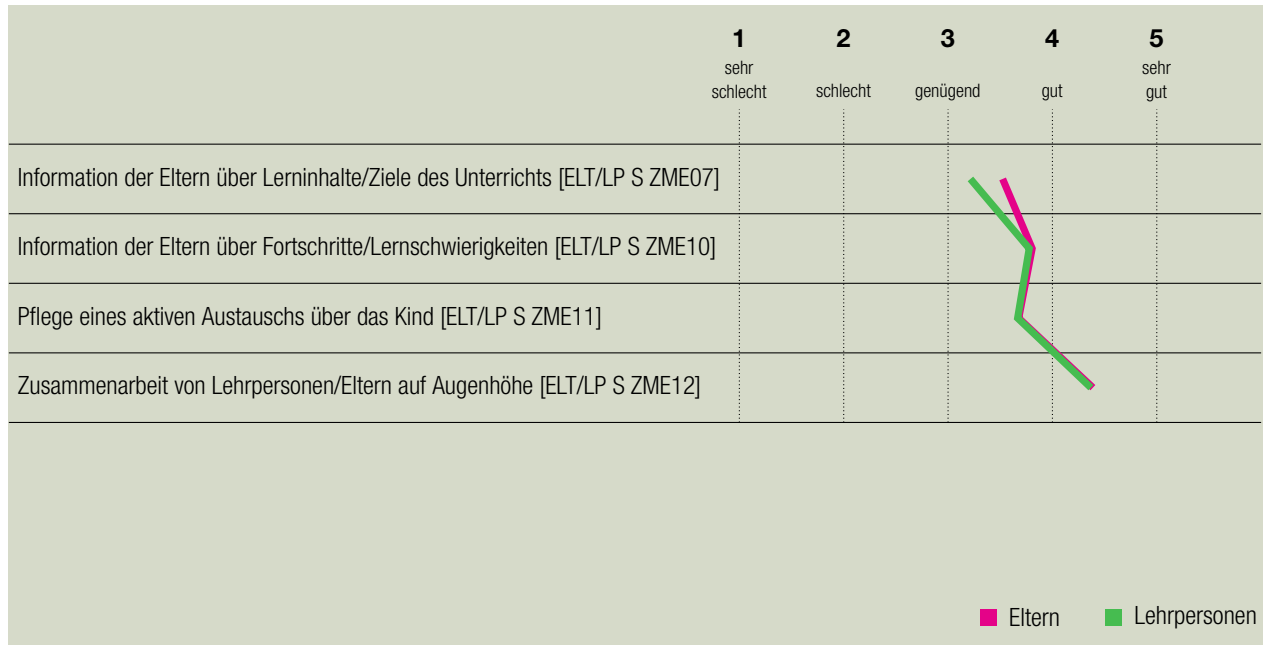 1 2 3 4 5
sehr sehr
schlecht schlecht genügend gut gut
Information der Eltern über Lerninhalte/Ziele des Unterrichts [ELT/LP S ZME07]
Information der Eltern über Fortschritte/Lernschwierigkeiten [ELT/LP S ZME10]
Pflege eines aktiven Austauschs über das Kind [ELT/LP S ZME11]
Zusammenarbeit von Lehrpersonen/Eltern auf Augenhöhe [ELT/LP S ZME12]
Eltern Lehrpersonen